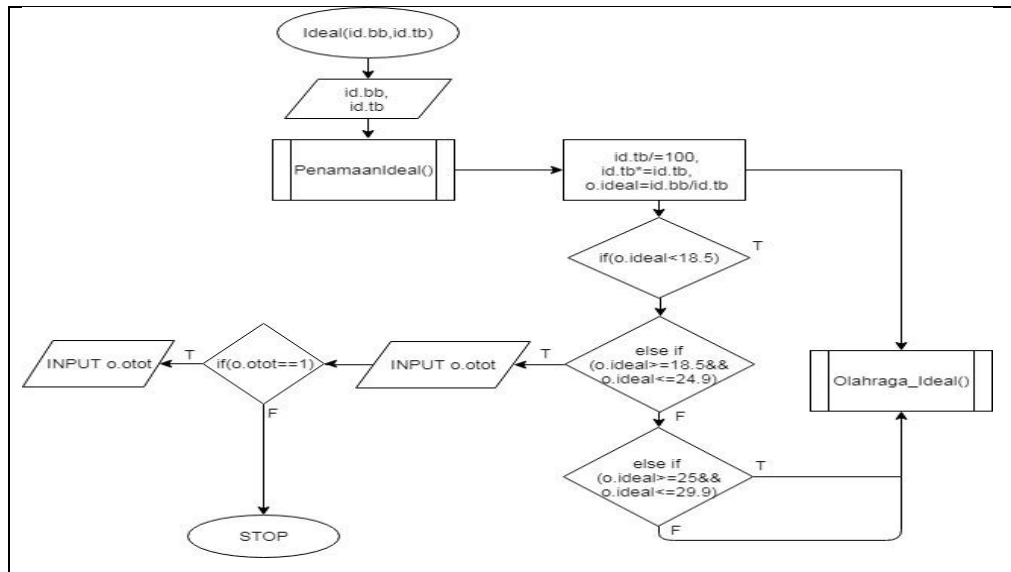 Ideal(id.bb,id.tb)
id.bb,
id.tb
PenamaanIdeal()
id.tb/=100,
id.tb*=id.tb,
o.ideal=id.bb/id.tb
if(o.ideal<18.5)
T
else if
(o.ideal>=18.5&&
o.ideal<=24.9)
T
F
INPUT o.otot
if(o.otot==1)
T
F
INPUT o.otot
STOP
else if
(o.ideal>=25&&
o.ideal<=29.9)
T
F
Olahraga_Ideal()